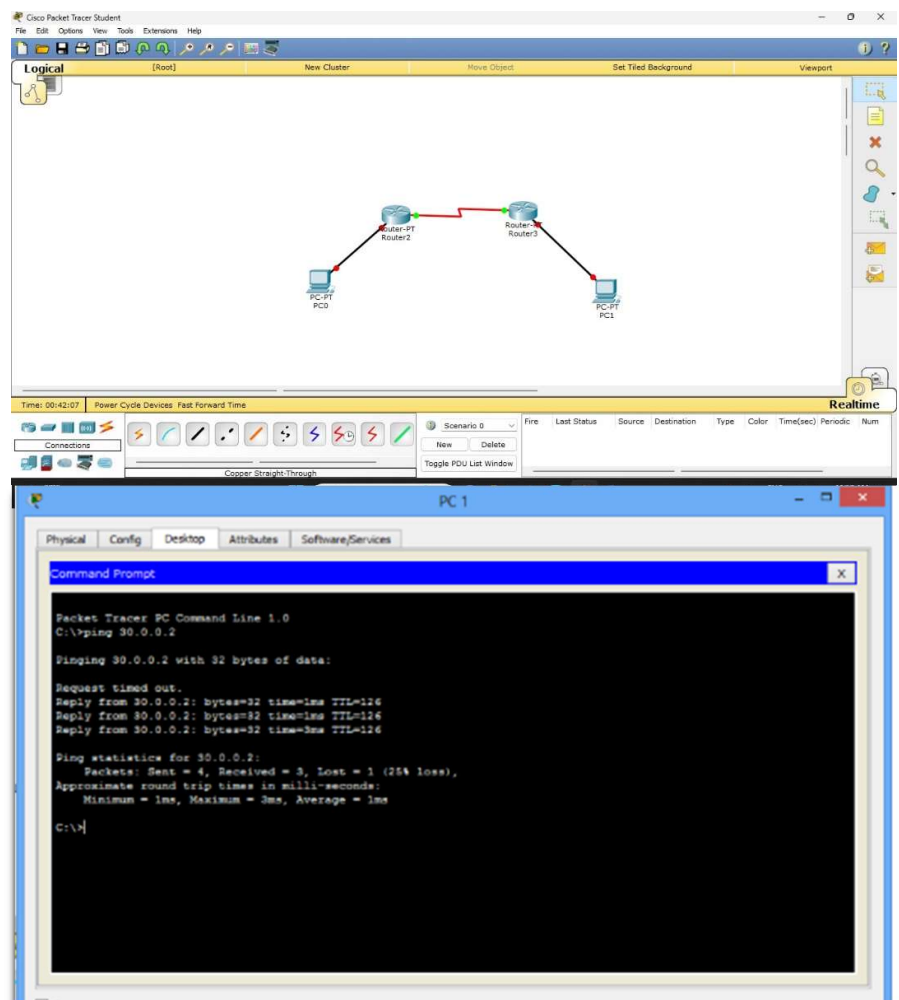 Cisco Packet Tracer Student
File Edit Options View Tools Extensions Help
Logical [Root] New Cluster Move Object Set Tiled Background Viewport
Router-PT
Router2
Router3
PC-PT
PC0
PC-PT
PC1
Time: 00:42:07 Power Cycle Devices Fast Forward Time Realtime
Connections
Copper Straight-Through
Scenario 0
New Delete
Toggle PDU List Window
Fire Last Status Source Destination Type Color Time(sec) Periodic Num
PC 1
Physical Config Desktop Attributes Software/Services
Command Prompt X
Packet Tracer PC Command Line 1.0
C:\>ping 30.0.0.2
Pinging 30.0.0.2 with 32 bytes of data:
Request timed out.
Reply from 30.0.0.2: bytes=32 time=1ms TTL=126
Reply from 30.0.0.2: bytes=32 time=1ms TTL=126
Reply from 30.0.0.2: bytes=32 time=3ms TTL=126
Ping statistics for 30.0.0.2:
Packets: Sent = 4, Received = 3, Lost = 1 (25% loss),
Approximate round trip times in milli-seconds:
Minimum = 1ms, Maximum = 3ms, Average = 1ms
C:\>